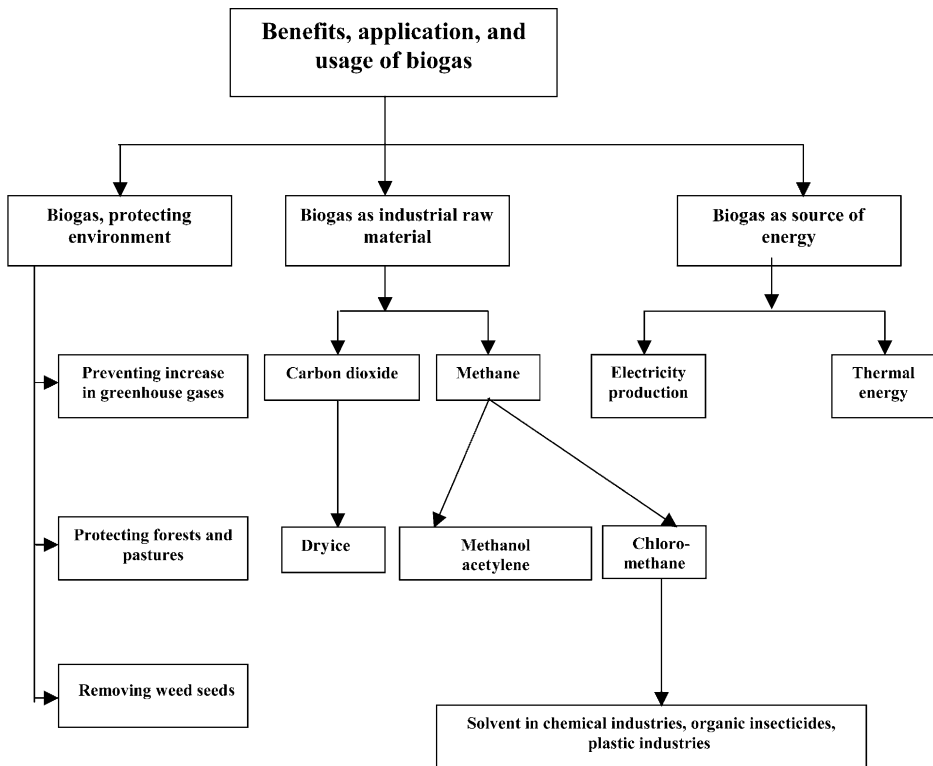 Benefits, application, and
usage of biogas
Biogas, protecting
environment
Biogas as industrial raw
material
Biogas as source of
energy
Preventing increase
in greenhouse gases
Carbon dioxide
Methane
Electricity
production
Thermal
energy
Protecting forests and
pastures
Dryice
Methanol
acetylene
Chloro-
methane
Removing weed seeds
Solvent in chemical industries, organic insecticides,
plastic industries